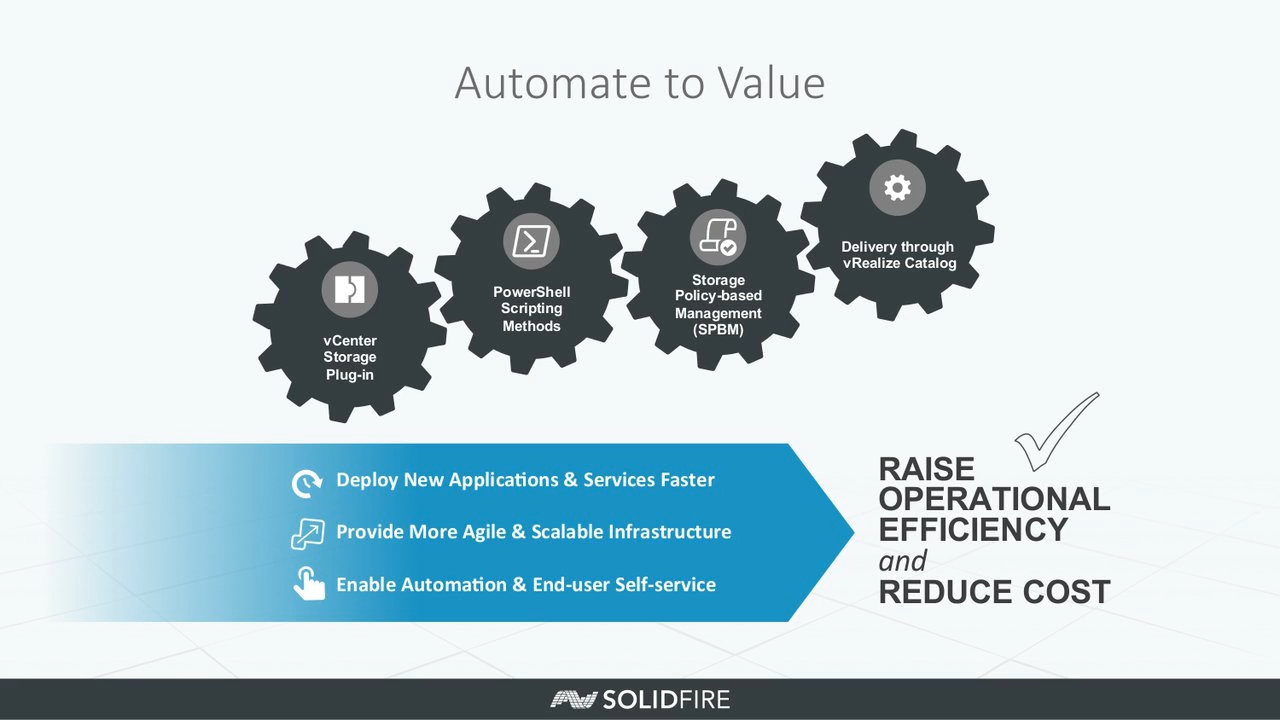 Automate to Value
vCenter
Storage
Plug-in
PowerShell
Scripting
Methods
Storage
Policy-based
Management
(SPBM)
Delivery through
vRealize Catalog
Deploy New Applications & Services Faster
Provide More Agile & Scalable Infrastructure
Enable Automation & End-user Self-service
RAISE
OPERATIONAL
EFFICIENCY
and
REDUCE COST
SOLIDFIRE